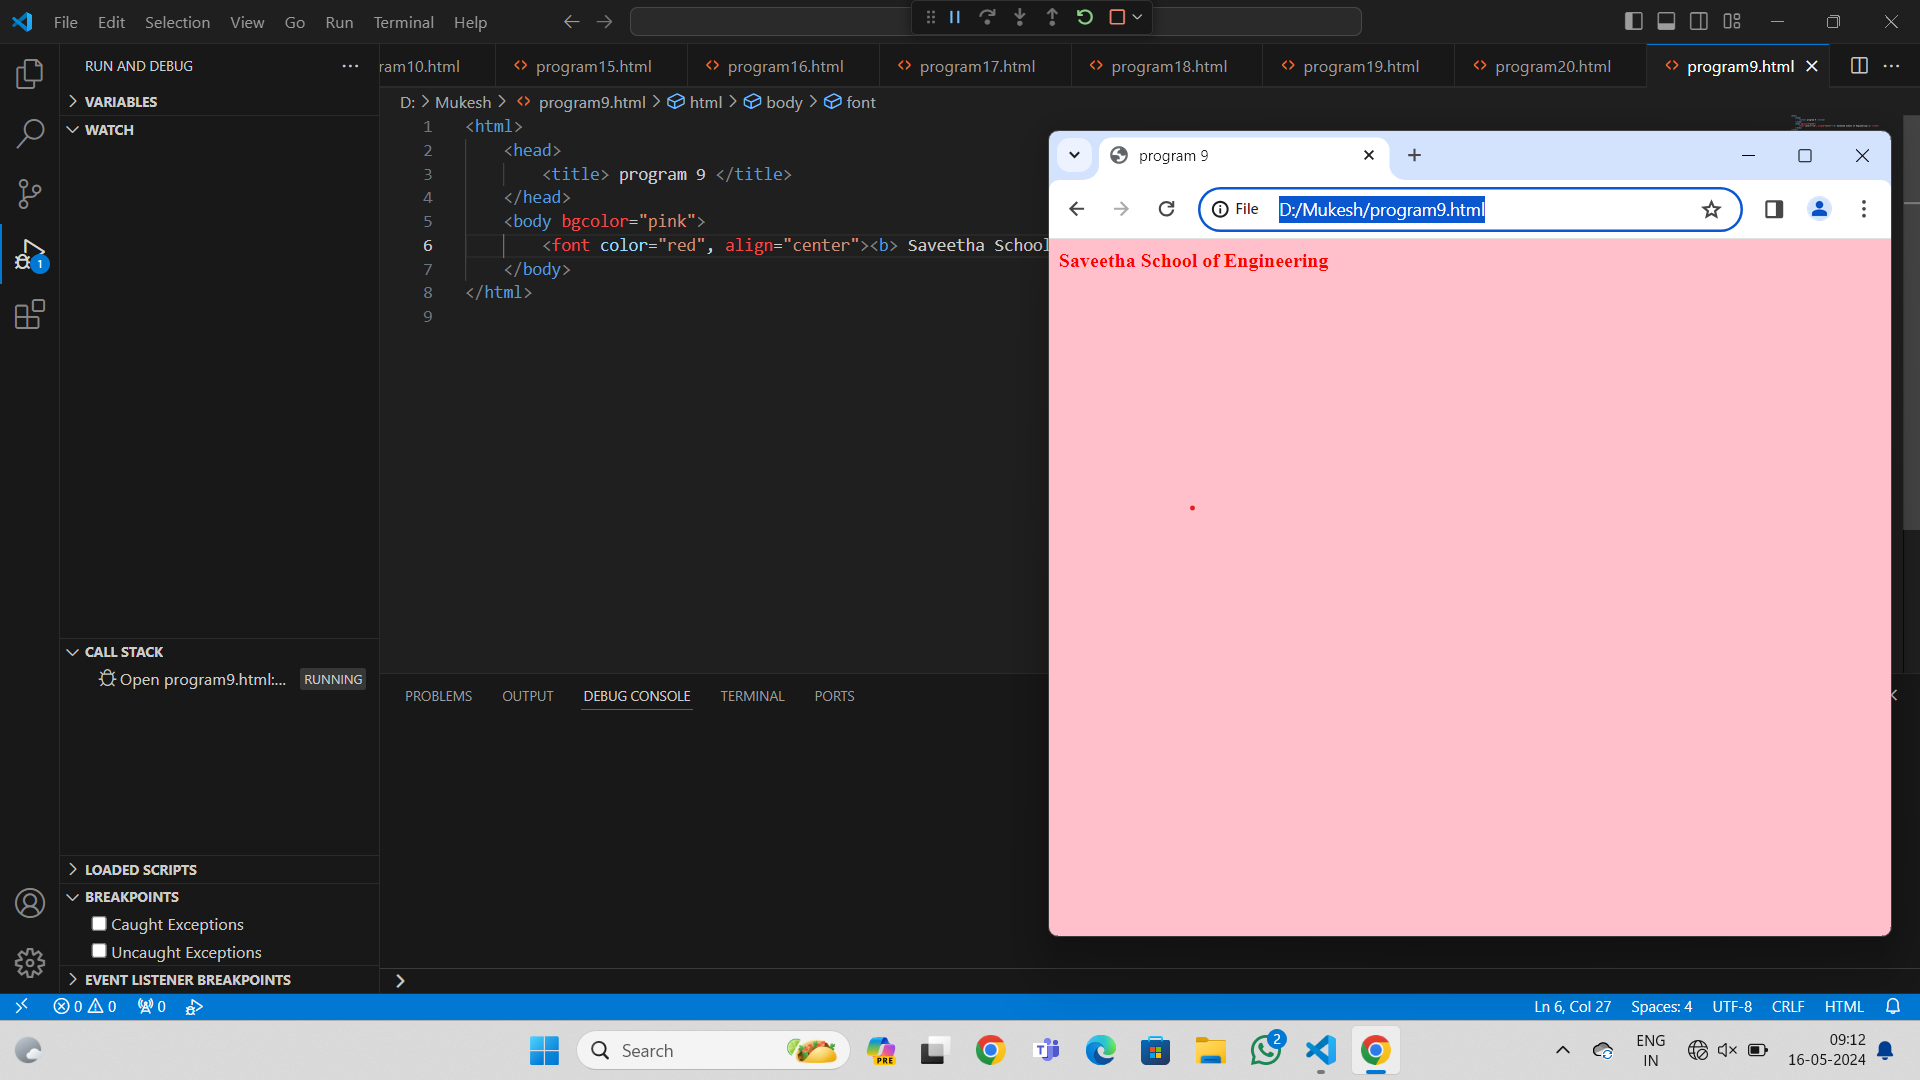 File Edit Selection View Go Run Terminal Help
RUN AND DEBUG
VARIABLES
WATCH
CALL STACK
Open program9.html:... RUNNING
LOADED SCRIPTS
BREAKPOINTS
Caught Exceptions
Uncaught Exceptions
EVENT LISTENER BREAKPOINTS
ram10.html program15.html program16.html program17.html program18.html program19.html program20.html program9.html
D: > Mukesh > program9.html > html > body > font
1 <html>
2 <head>
3 <title> program 9 </title>
4 </head>
5 <body bgcolor="pink">
6 <font color="red", align="center"><b> Saveetha School
7 </body>
8 </html>
9
PROBLEMS OUTPUT DEBUG CONSOLE TERMINAL PORTS
program 9
File D:/Mukesh/program9.html
Saveetha School of Engineering
1
0 0 0
Ln 6, Col 27 Spaces: 4 UTF-8 CRLF HTML
Search
PRE
2
ENG
IN
09:12
16-05-2024